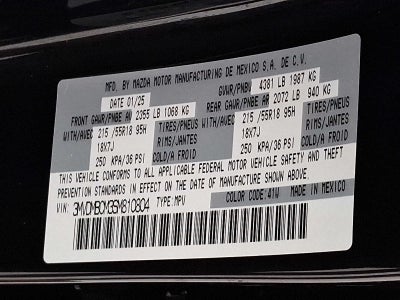 MFD. BY MAZDA MOTOR MANUFACTURING DE MEXICO S.A. DE C.V.
DATE 01/25 GVWR/PNBV 4381 LB 1987 KG
FRONT GAWR/PNBE AV 2355 LB 1068 KG REAR GAWR/PNBE AR 2072 LB 940 KG
WITH/AVEC 215 /55R18 95H TIRES/PNEUS WITH/AVEC 215 /55R18 95H TIRES/PNEUS
18X7J RIMS/JANTES 18X7J RIMS/JANTES
250 KPA/36 PSI COLD/A FROID 250 KPA/36 PSI COLD/A FROID
THIS VEHICLE CONFORMS TO ALL APPLICABLE FEDERAL MOTOR VEHICLE SAFETY AND THEFT
PREVENTION STANDARDS IN EFFECT ON THE DATE OF MANUFACTURE SHOWN ABOVE.
VIN: TYPE:MPV COLOR CODE:41W MADE IN MEXICO